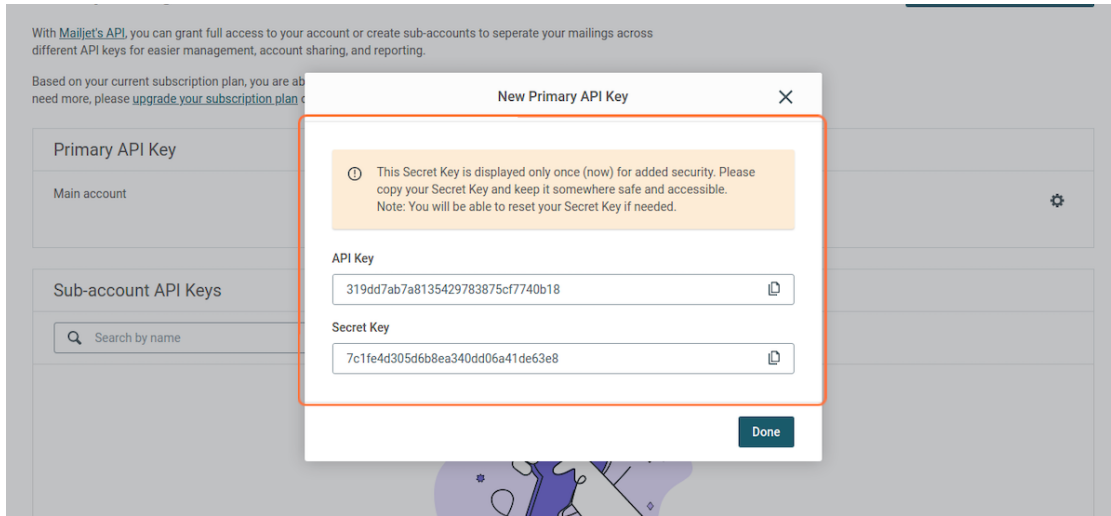 With Mailjet's API, you can grant full access to your account or create sub-accounts to seperate your mailings across
different API keys for easier management, account sharing, and reporting.
Based on your current subscription plan, you are ab
need more, please upgrade your subscription plan
New Primary API Key
Primary API Key
This Secret Key is displayed only once (now) for added security. Please
copy your Secret Key and keep it somewhere safe and accessible.
Note: You will be able to reset your Secret Key if needed.
Main account
API Key
319dd7ab7a8135429783875cf7740b18
Sub-account API Keys
Secret Key
Search by name
7c1fe4d305d6b8ea340dd06a41de63e8
Done